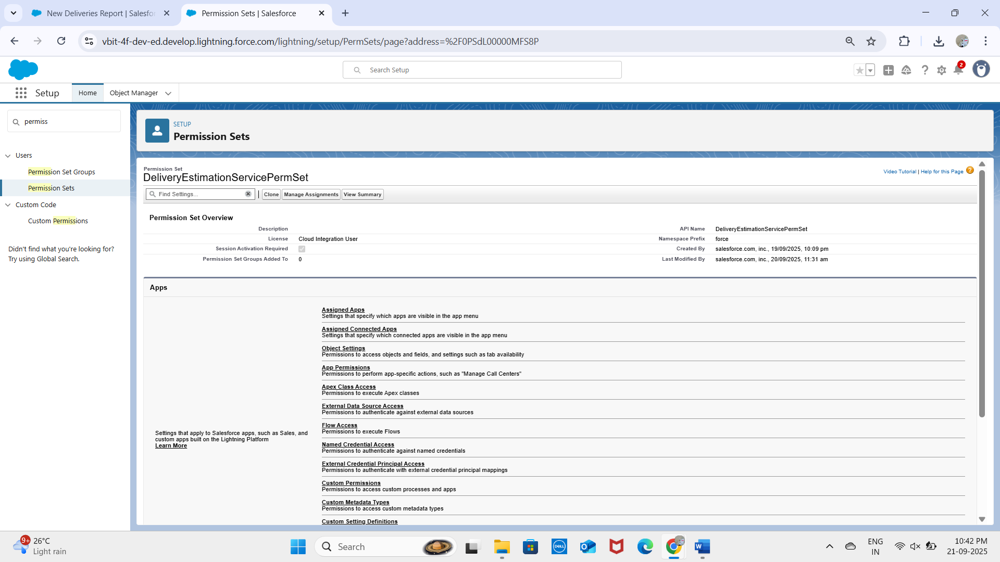 New Deliveries Report | Salesfo
Permission Sets | Salesforce
vbit-4f-dev-ed.develop.lightning.force.com/lightning/setup/PermSets/page?address=%2F0PSdL00000MFS8P
Search Setup
2
Setup
Home
Object Manager
permiss
Users
Permission Set Groups
Permission Sets
Custom Code
Custom Permissions
Didn't find what you're looking for?
Try using Global Search.
SETUP
Permission Sets
Permission Set
DeliveryEstimationServicePermSet
Video Tutorial | Help for this Page
Find Settings...
Clone
Manage Assignments
View Summary
Permission Set Overview
Description
API Name DeliveryEstimationServicePermSet
License Cloud Integration User
Namespace Prefix force
Session Activation Required
Created By salesforce.com, inc., 19/09/2025, 10:09 pm
Permission Set Groups Added To 0
Last Modified By salesforce.com, inc., 20/09/2025, 11:31 am
Apps
Settings that apply to Salesforce apps, such as Sales, and
custom apps built on the Lightning Platform
Learn More
Assigned Apps
Settings that specify which apps are visible in the app menu
Assigned Connected Apps
Settings that specify which connected apps are visible in the app menu
Object Settings
Permissions to access objects and fields, and settings such as tab availability
App Permissions
Permissions to perform app-specific actions, such as "Manage Call Centers"
Apex Class Access
Permissions to execute Apex classes
External Data Source Access
Permissions to authenticate against external data sources
Flow Access
Permissions to execute Flows
Named Credential Access
Permissions to authenticate against named credentials
External Credential Principal Access
Permissions to authenticate with external credential principal mappings
Custom Permissions
Permissions to access custom processes and apps
Custom Metadata Types
Permissions to access custom metadata types
Custom Setting Definitions
9+
26°C
Light rain
Search
DELL
ENG
IN
10:42 PM
21-09-2025